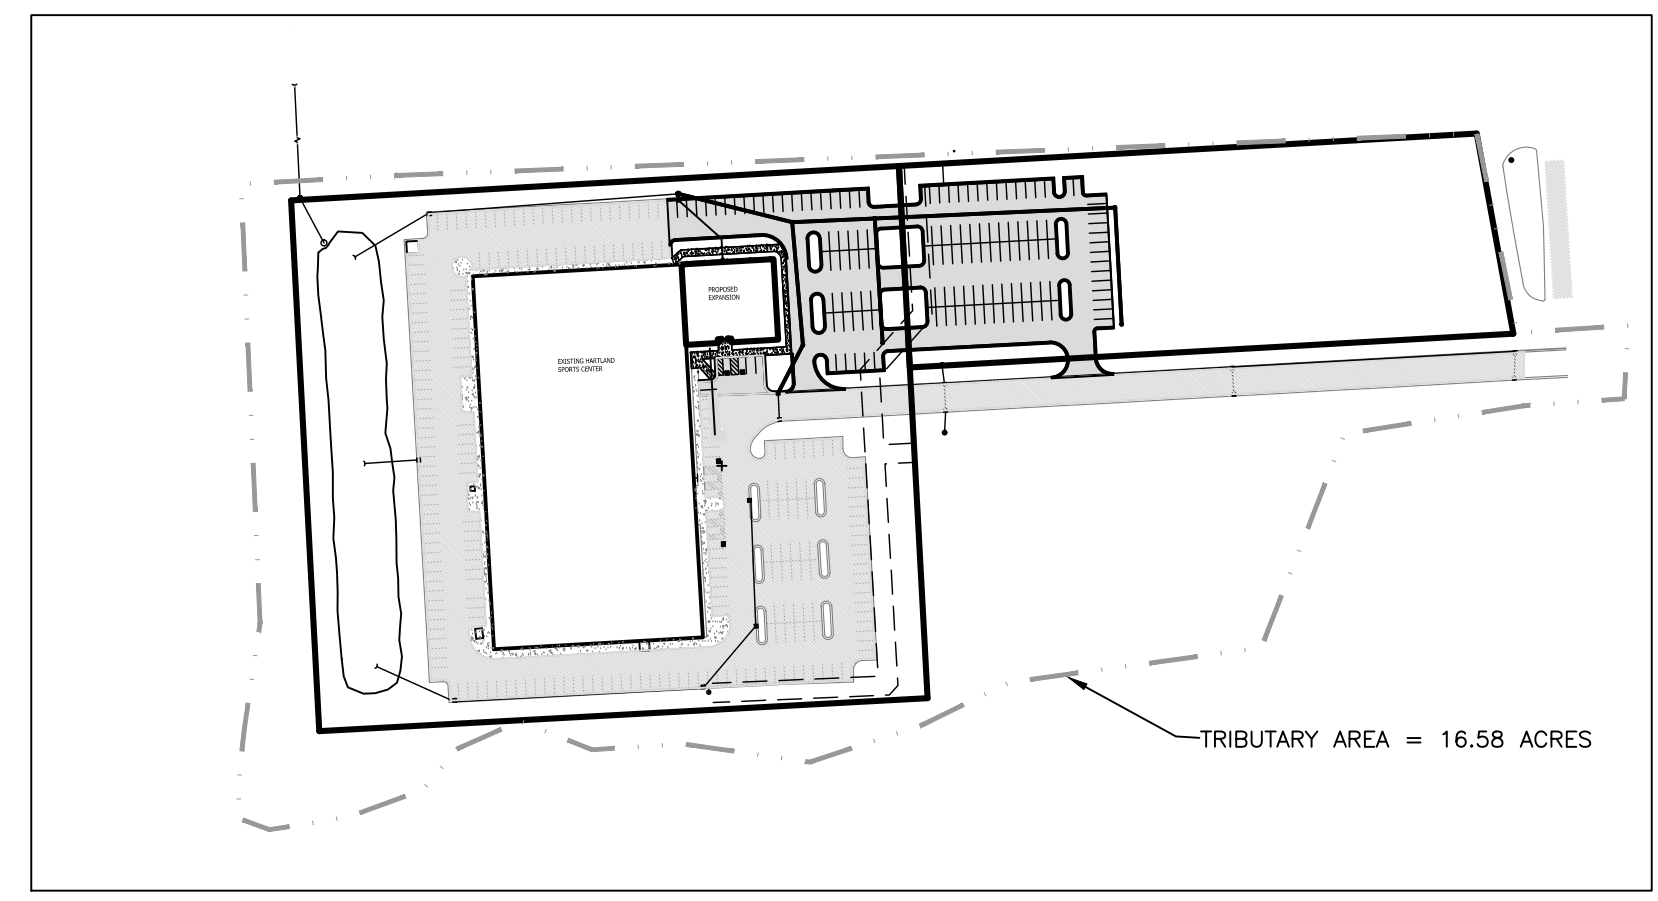 PROPOSED
EXPANSION
EXISTING HARTLAND
SPORTS CENTER
TRIBUTARY AREA = 16.58 ACRES